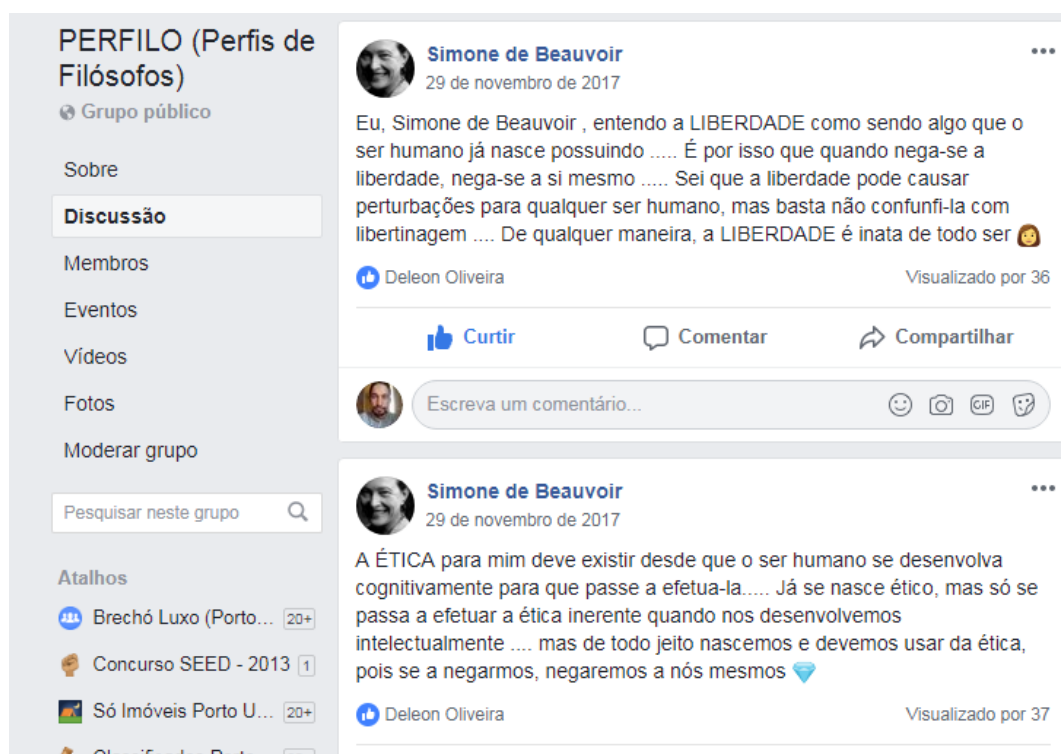 PERFILO (Perfis de
Filósofos)
Grupo público
Sobre
Discussão
Membros
Eventos
Vídeos
Fotos
Moderar grupo
Pesquisar neste grupo
Atalhos
Brechó Luxo (Porto... 20+
Concurso SEED - 2013 1
Só Imóveis Porto U... 20+
Simone de Beauvoir
29 de novembro de 2017
Eu, Simone de Beauvoir , entendo a LIBERDADE como sendo algo que o
ser humano já nasce possuindo ..... É por isso que quando nega-se a
liberdade, nega-se a si mesmo ..... Sei que a liberdade pode causar
perturbações para qualquer ser humano, mas basta não confunfi-la com
libertinagem .... De qualquer maneira, a LIBERDADE é inata de todo ser
Deleon Oliveira
Visualizado por 36
Curtir
Comentar
Compartilhar
Escreva um comentário...
GIF
Simone de Beauvoir
29 de novembro de 2017
A ÉTICA para mim deve existir desde que o ser humano se desenvolva
cognitivamente para que passe a efetua-la..... Já se nasce ético, mas só se
passa a efetuar a ética inerente quando nos desenvolvemos
intelectualmente .... mas de todo jeito nascemos e devemos usar da ética,
pois se a negarmos, negaremos a nós mesmos
Deleon Oliveira
Visualizado por 37